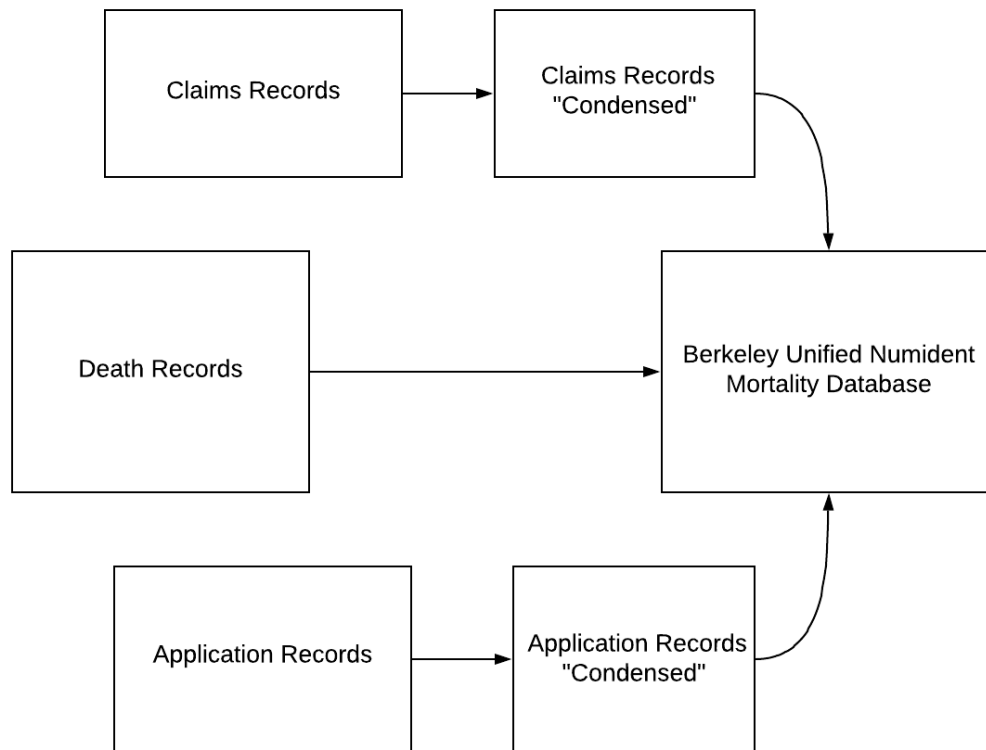 Claims Records
Claims Records
"Condensed"
Death Records
Berkeley Unified Numident
Mortality Database
Application Records
Application Records
"Condensed"